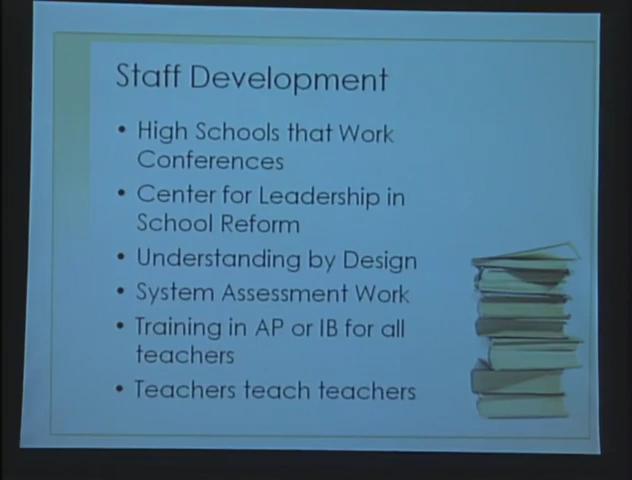 Staff Development
• High Schools that Work
Conferences
• Center for Leadership in
School Reform
• Understanding by Design
• System Assessment Work
• Training in AP or IB for all
teachers
• Teachers teach teachers